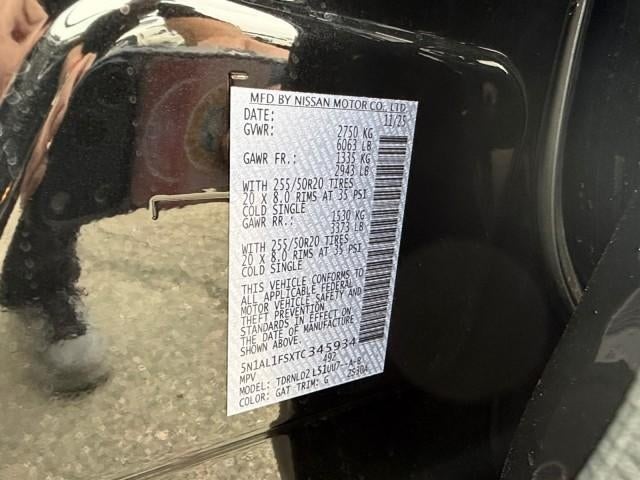 MFD BY NISSAN MOTOR CO., LTD.
DATE: 11/25
GVWR: 2750 KG
6063 LB
GAWR FR.: 1335 KG
2943 LB
WITH 255/50R20 TIRES
20 X 8.0 RIMS AT 35 PSI
COLD SINGLE
GAWR RR.: 1530 KG
3373 LB
WITH 255/50R20 TIRES
20 X 8.0 RIMS AT 35 PSI
COLD SINGLE
THIS VEHICLE CONFORMS TO
ALL APPLICABLE FEDERAL
MOTOR VEHICLE SAFETY AND
THEFT PREVENTION
STANDARDS IN EFFECT ON
THE DATE OF MANUFACTURE
SHOWN ABOVE.
5N1AL1FSXTC345934
MPV 492
MODEL: TDRNLD2 L51UU7--A-B
COLOR: GAT TRIM: G 25304